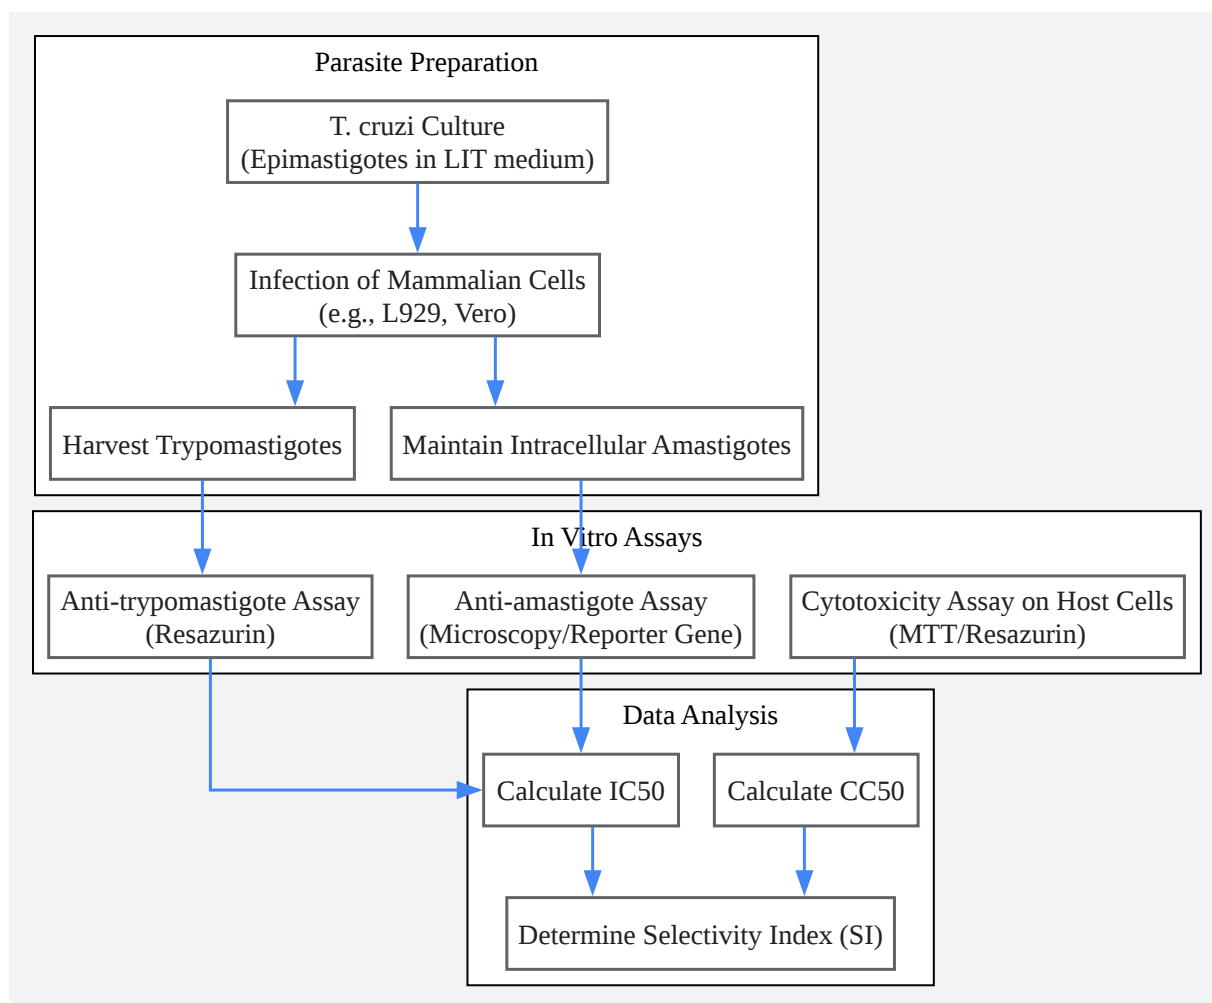 Parasite Preparation
T. cruzi Culture
(Epimastigotes in LIT medium)
Infection of Mammalian Cells
(e.g., L929, Vero)
Harvest Trypomastigotes
Maintain Intracellular Amastigotes
In Vitro Assays
Anti-trypomastigote Assay
(Resazurin)
Anti-amastigote Assay
(Microscopy/Reporter Gene)
Cytotoxicity Assay on Host Cells
(MTT/Resazurin)
Data Analysis
Calculate IC50
Calculate CC50
Determine Selectivity Index (SI)